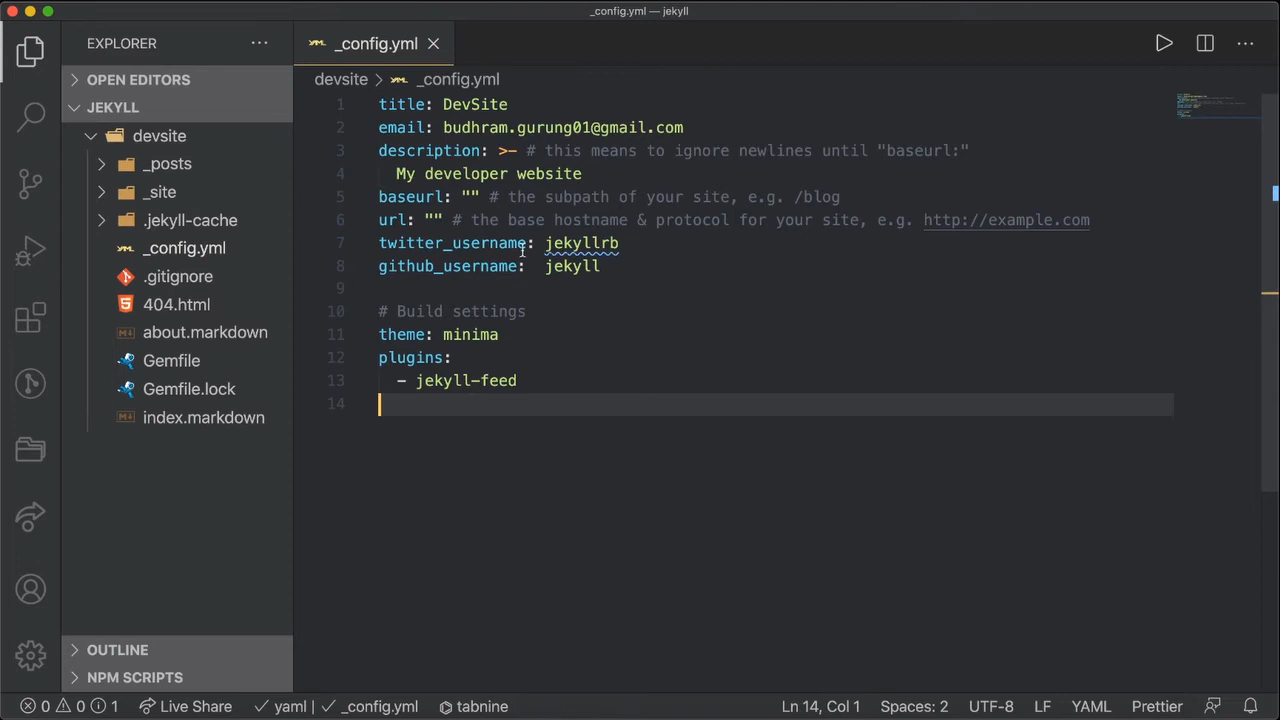 _config.yml — jekyll
EXPLORER
_config.yml
OPEN EDITORS
JEKYLL
devsite
_posts
_site
.jekyll-cache
_config.yml
.gitignore
404.html
about.markdown
Gemfile
Gemfile.lock
index.markdown
OUTLINE
NPM SCRIPTS
devsite > _config.yml
1 title: DevSite
2 email: budhram.gurung01@gmail.com
3 description: >- # this means to ignore newlines until "baseurl:"
4 My developer website
5 baseurl: "" # the subpath of your site, e.g. /blog
6 url: "" # the base hostname & protocol for your site, e.g. http://example.com
7 twitter_username: jekyllrb
8 github_username:  jekyll
9
10 # Build settings
11 theme: minima
12 plugins:
13 - jekyll-feed
14
0 0 1 Live Share yaml | _config.yml tabnine Ln 14, Col 1 Spaces: 2 UTF-8 LF YAML Prettier